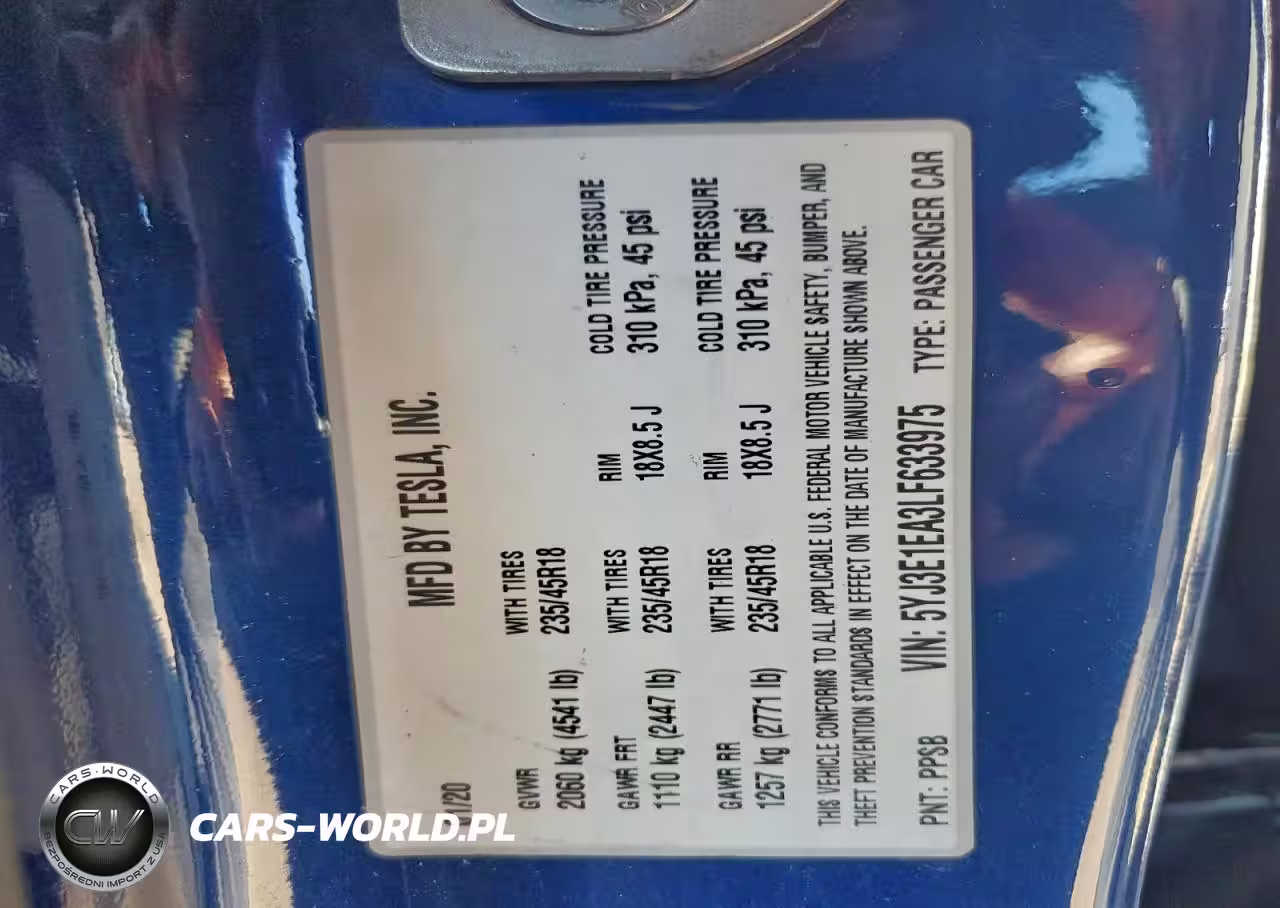 MFD BY TESLA, INC.
1/20
GVWR WITH TIRES
2060 kg (4541 lb) 235/45R18
GAWR FRT WITH TIRES RIM COLD TIRE PRESSURE
1110 kg (2447 lb) 235/45R18 18X8.5 J 310 kPa, 45 psi
GAWR RR WITH TIRES RIM COLD TIRE PRESSURE
1257 kg (2771 lb) 235/45R18 18X8.5 J 310 kPa, 45 psi
THIS VEHICLE CONFORMS TO ALL APPLICABLE U.S. FEDERAL MOTOR VEHICLE SAFETY, BUMPER, AND
THEFT PREVENTION STANDARDS IN EFFECT ON THE DATE OF MANUFACTURE SHOWN ABOVE.
PNT: PPSB VIN: 5YJ3E1EA3LF633975 TYPE: PASSENGER CAR
CARS-WORLD
CW
BEZPOŚREDNI IMPORT Z USA
CARS-WORLD.PL